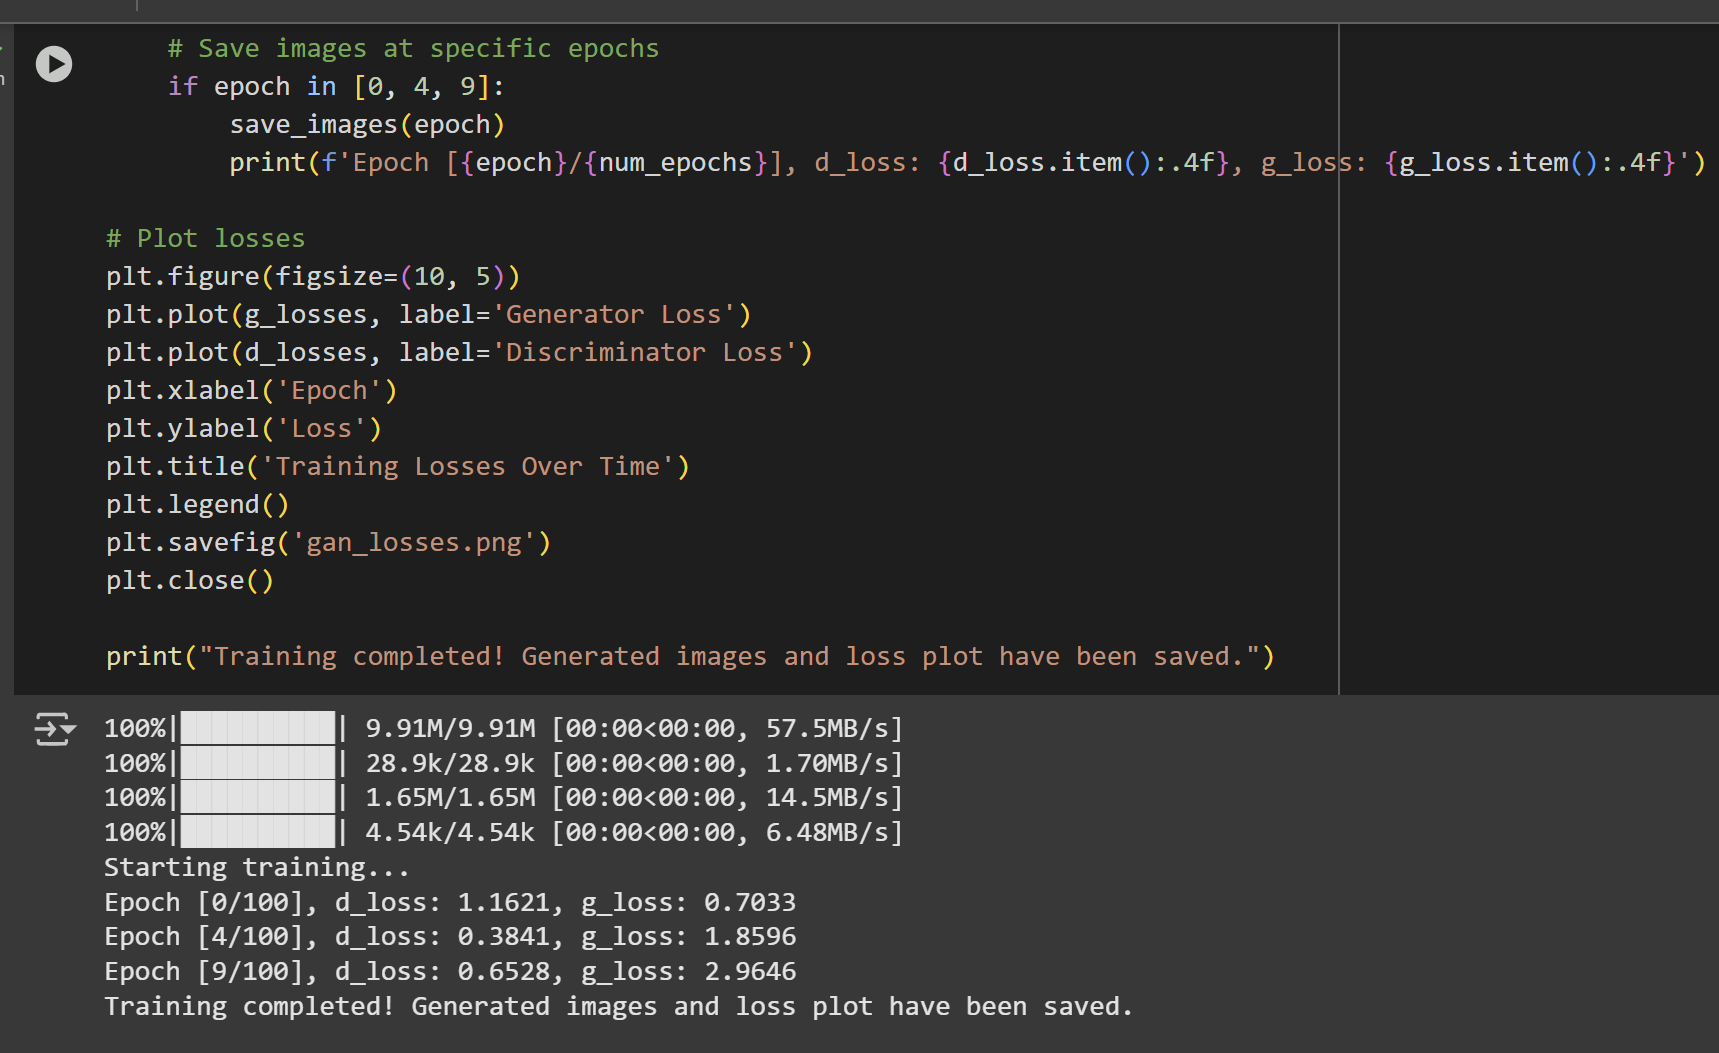 # Save images at specific epochs
if epoch in [0, 4, 9]:
save_images(epoch)
print(f'Epoch [{epoch}/{num_epochs}], d_loss: {d_loss.item():.4f}, g_loss: {g_loss.item():.4f}')
# Plot losses
plt.figure(figsize=(10, 5))
plt.plot(g_losses, label='Generator Loss')
plt.plot(d_losses, label='Discriminator Loss')
plt.xlabel('Epoch')
plt.ylabel('Loss')
plt.title('Training Losses Over Time')
plt.legend()
plt.savefig('gan_losses.png')
plt.close()
print("Training completed! Generated images and loss plot have been saved.")
100%|██████████| 9.91M/9.91M [00:00<00:00, 57.5MB/s]
100%|██████████| 28.9k/28.9k [00:00<00:00, 1.70MB/s]
100%|██████████| 1.65M/1.65M [00:00<00:00, 14.5MB/s]
100%|██████████| 4.54k/4.54k [00:00<00:00, 6.48MB/s]
Starting training...
Epoch [0/100], d_loss: 1.1621, g_loss: 0.7033
Epoch [4/100], d_loss: 0.3841, g_loss: 1.8596
Epoch [9/100], d_loss: 0.6528, g_loss: 2.9646
Training completed! Generated images and loss plot have been saved.